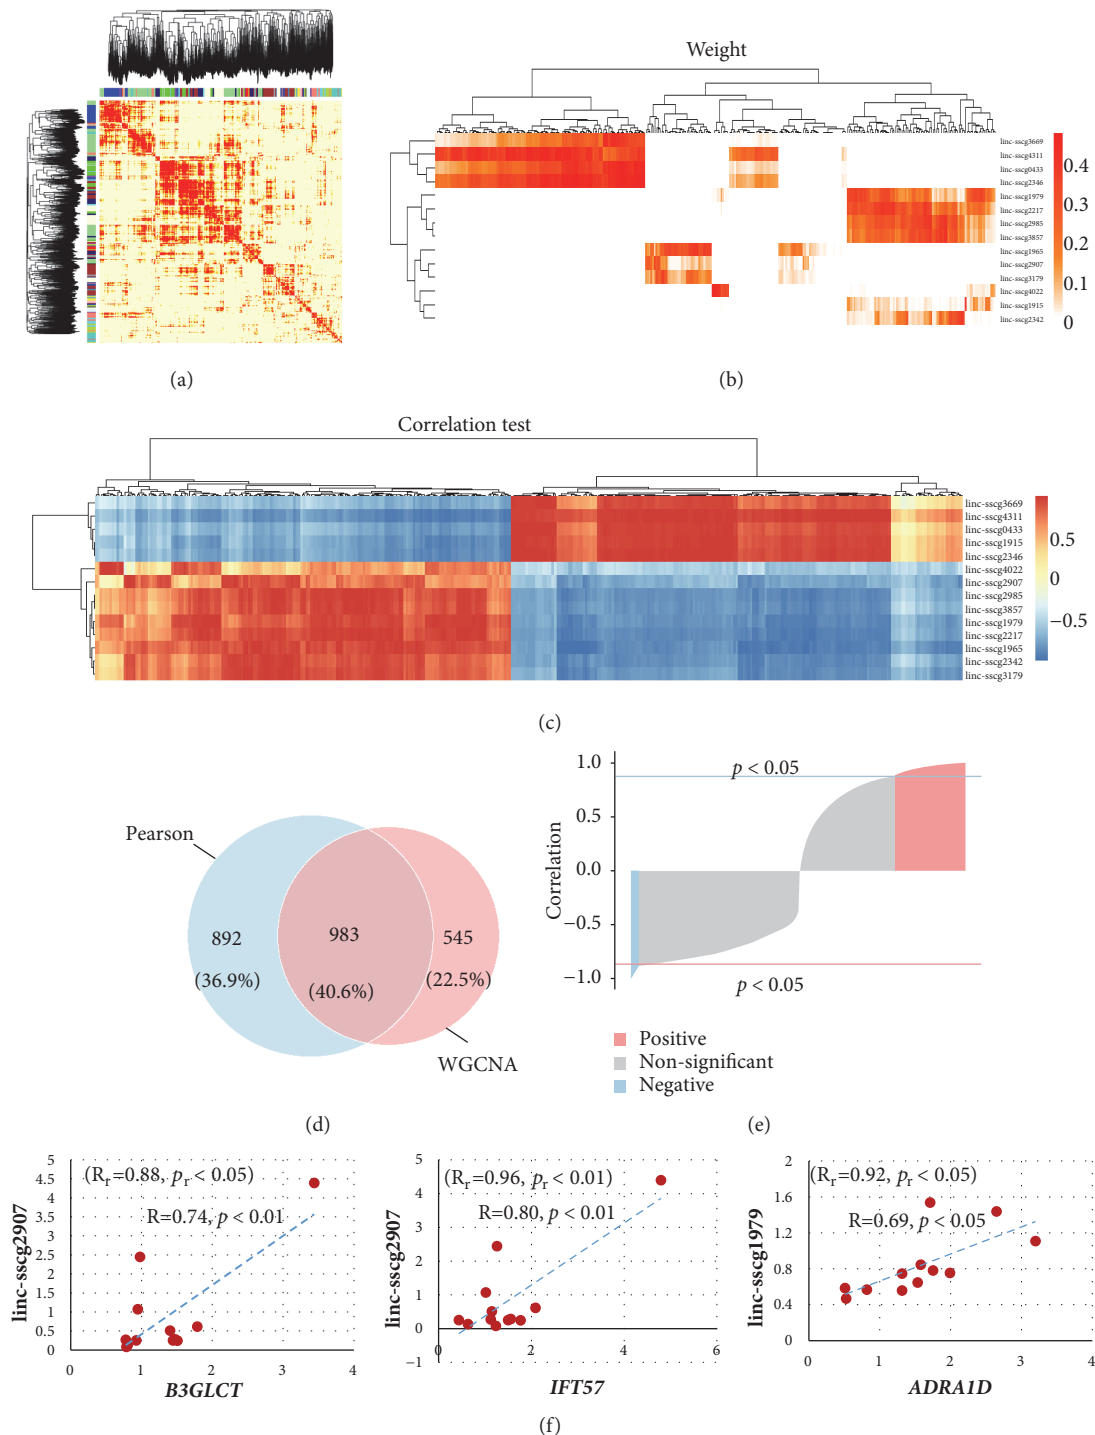 (a)
Weight
linc-sscg3669
linc-sscg4311
linc-sscg0433
linc-sscg2346
linc-sscg1979
linc-sscg2217
linc-sscg2985
linc-sscg3857
linc-sscg1965
linc-sscg2907
linc-sscg3179
linc-sscg4022
linc-sscg1915
linc-sscg2342
0.4
0.3
0.2
0.1
0
(b)
Correlation test
linc-sscg3669
linc-sscg4311
linc-sscg0433
linc-sscg1915
linc-sscg2346
linc-sscg4022
linc-sscg2907
linc-sscg2985
linc-sscg3857
linc-sscg1979
linc-sscg2217
linc-sscg1965
linc-sscg2342
linc-sscg3179
0.5
0
−0.5
(c)
Pearson
892
(36.9%)
983
(40.6%)
545
(22.5%)
WGCNA
(d)
Correlation
1.0
0.5
0.0
−0.5
−1.0
p < 0.05
p < 0.05
Positive
Non-significant
Negative
(e)
linc-sscg2907
5
4.5
4
3.5
3
2.5
2
1.5
1
0.5
0
(Rr=0.88, pr < 0.05)
R=0.74, p < 0.01
0 1 2 3 4
B3GLCT
linc-sscg2907
5
4
3
2
1
0
−1
(Rr=0.96, pr < 0.01)
R=0.80, p < 0.01
0 2 4 6
IFT57
linc-sscg1979
2
1.6
1.2
0.8
0.4
0
(Rr=0.92, pr < 0.05)
R=0.69, p < 0.05
0 1 2 3 4
ADRA1D
(f)